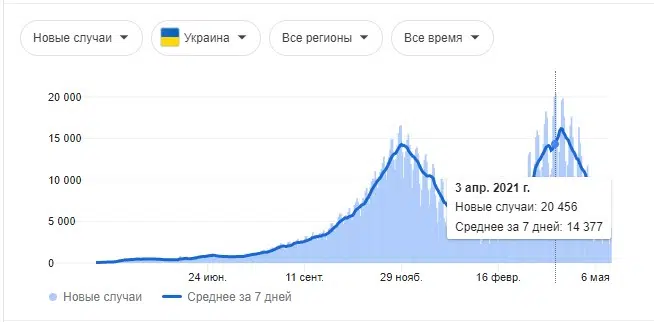 Новые случаи Украина Все регионы Все время
20 000
15 000
10 000
5 000
0
3 апр. 2021 г.
Новые случаи: 20 456
Среднее за 7 дней: 14 377
24 июн. 11 сент. 29 нояб. 16 февр. 6 мая
Новые случаи Среднее за 7 дней